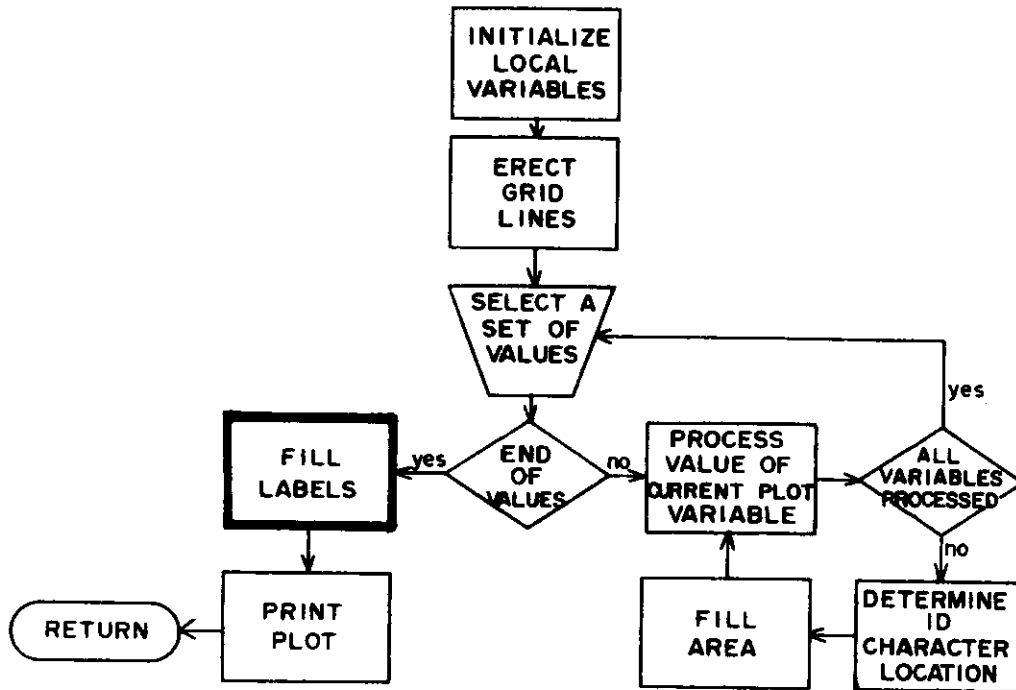 INITIALIZE
LOCAL
VARIABLES
ERECT
GRID
LINES
SELECT A
SET OF
VALUES
END
OF
VALUES
yes
no
FILL
LABELS
PRINT
PLOT
RETURN
PROCESS
VALUE OF
CURRENT PLOT
VARIABLE
ALL
VARIABLES
PROCESSED
yes
no
DETERMINE
ID
CHARACTER
LOCATION
FILL
AREA